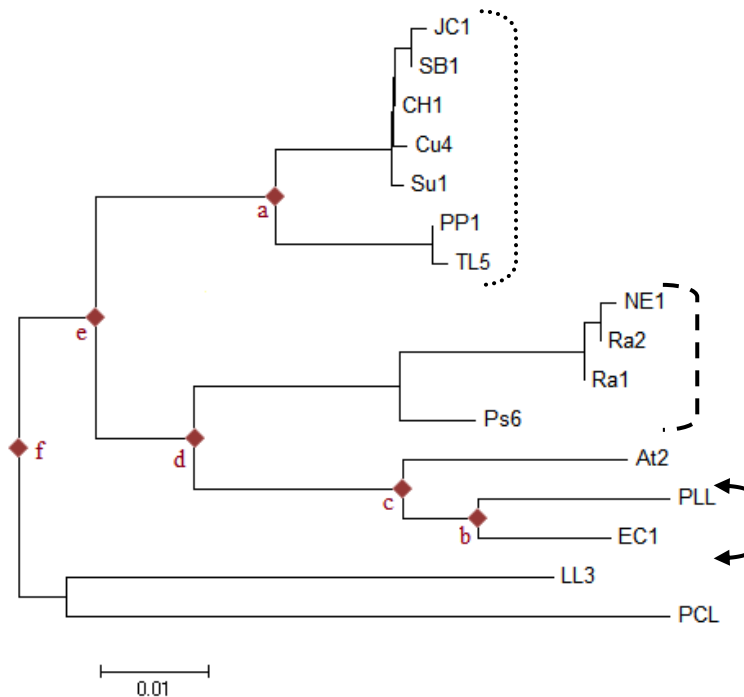 JC1
SB1
CH1
Cu4
Su1
a
PP1
TL5
NE1
e
Ra2
Ra1
Ps6
f
d
At2
c
PLL
b
EC1
LL3
PCL
0.01